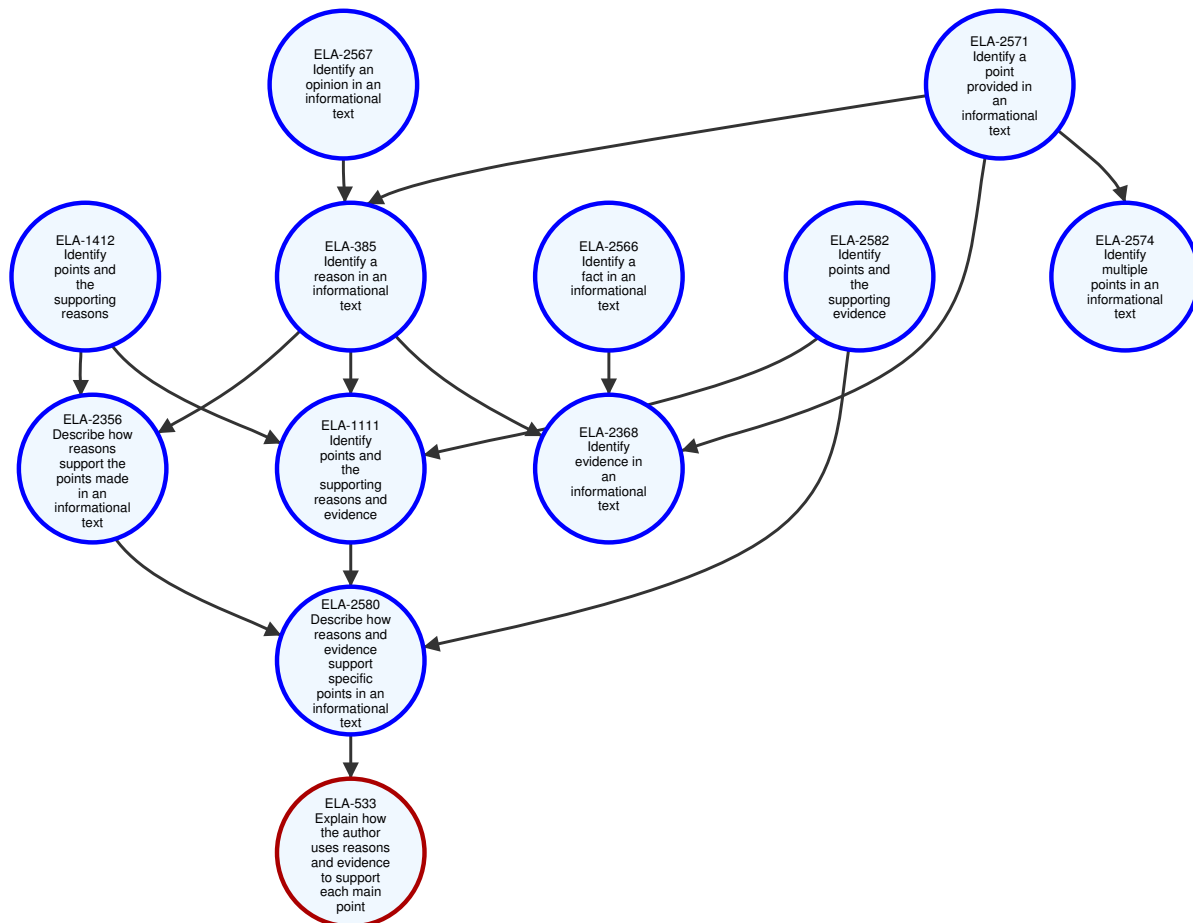 ELA-2567
Identify an
opinion in an
informational
text
ELA-2571
Identify a
point
provided in
an
informational
text
ELA-1412
Identify
points and
the
supporting
reasons
ELA-385
Identify a
reason in an
informational
text
ELA-2566
Identify a
fact in an
informational
text
ELA-2582
Identify
points and
the
supporting
evidence
ELA-2574
Identify
multiple
points in an
informational
text
ELA-2356
Describe how
reasons
support the
points made
in an
informational
text
ELA-1111
Identify
points and
the
supporting
reasons and
evidence
ELA-2368
Identify
evidence in
an
informational
text
ELA-2580
Describe how
reasons and
evidence
support
specific
points in an
informational
text
ELA-533
Explain how
the author
uses reasons
and evidence
to support
each main
point